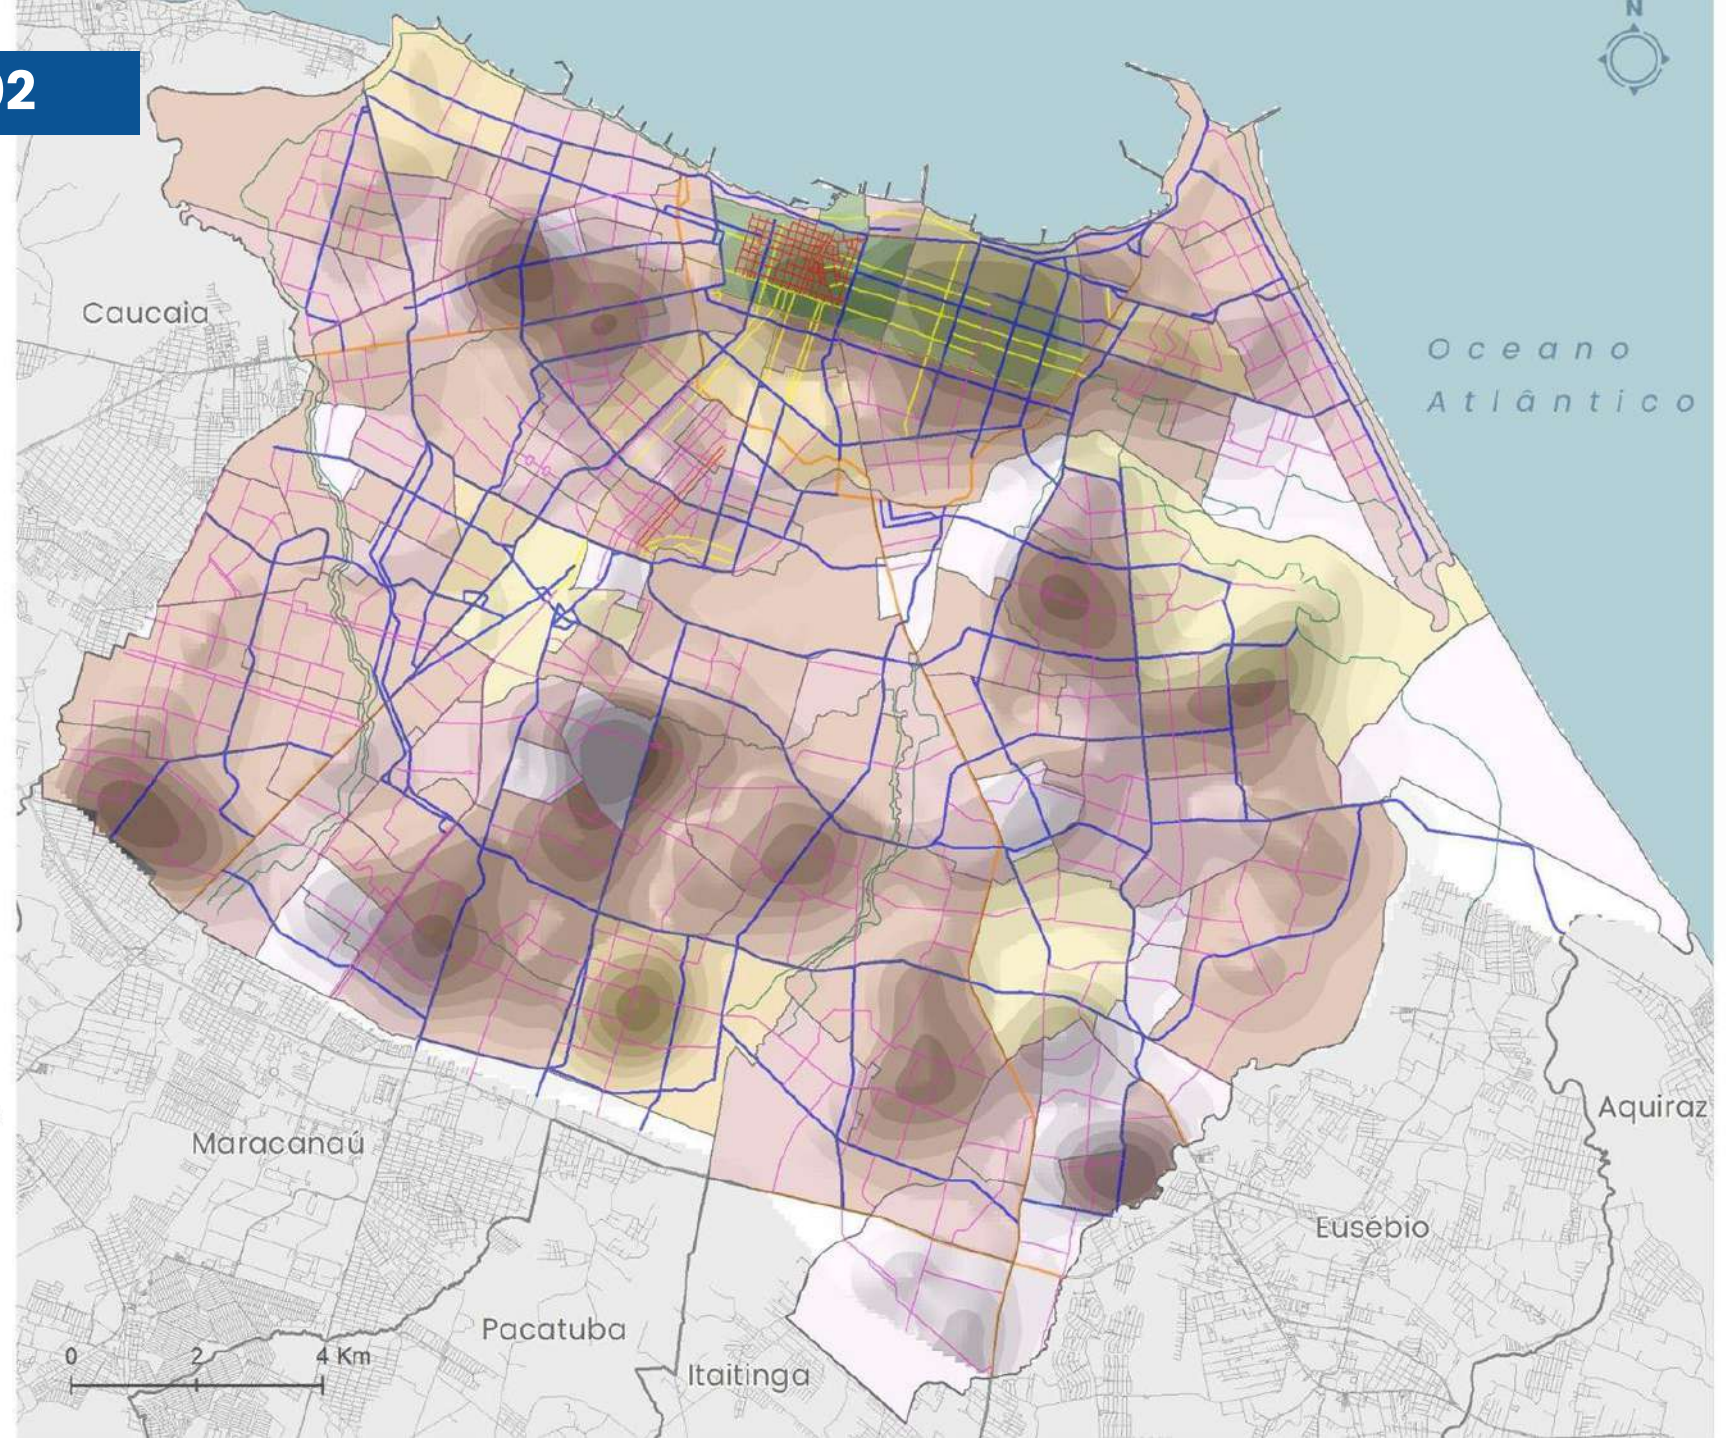 N
02
Caucaia
Oceano
Atlântico
Aquiraz
Maracanaú
Eusébio
Pacatuba
0 2 4 Km
Itaitinga